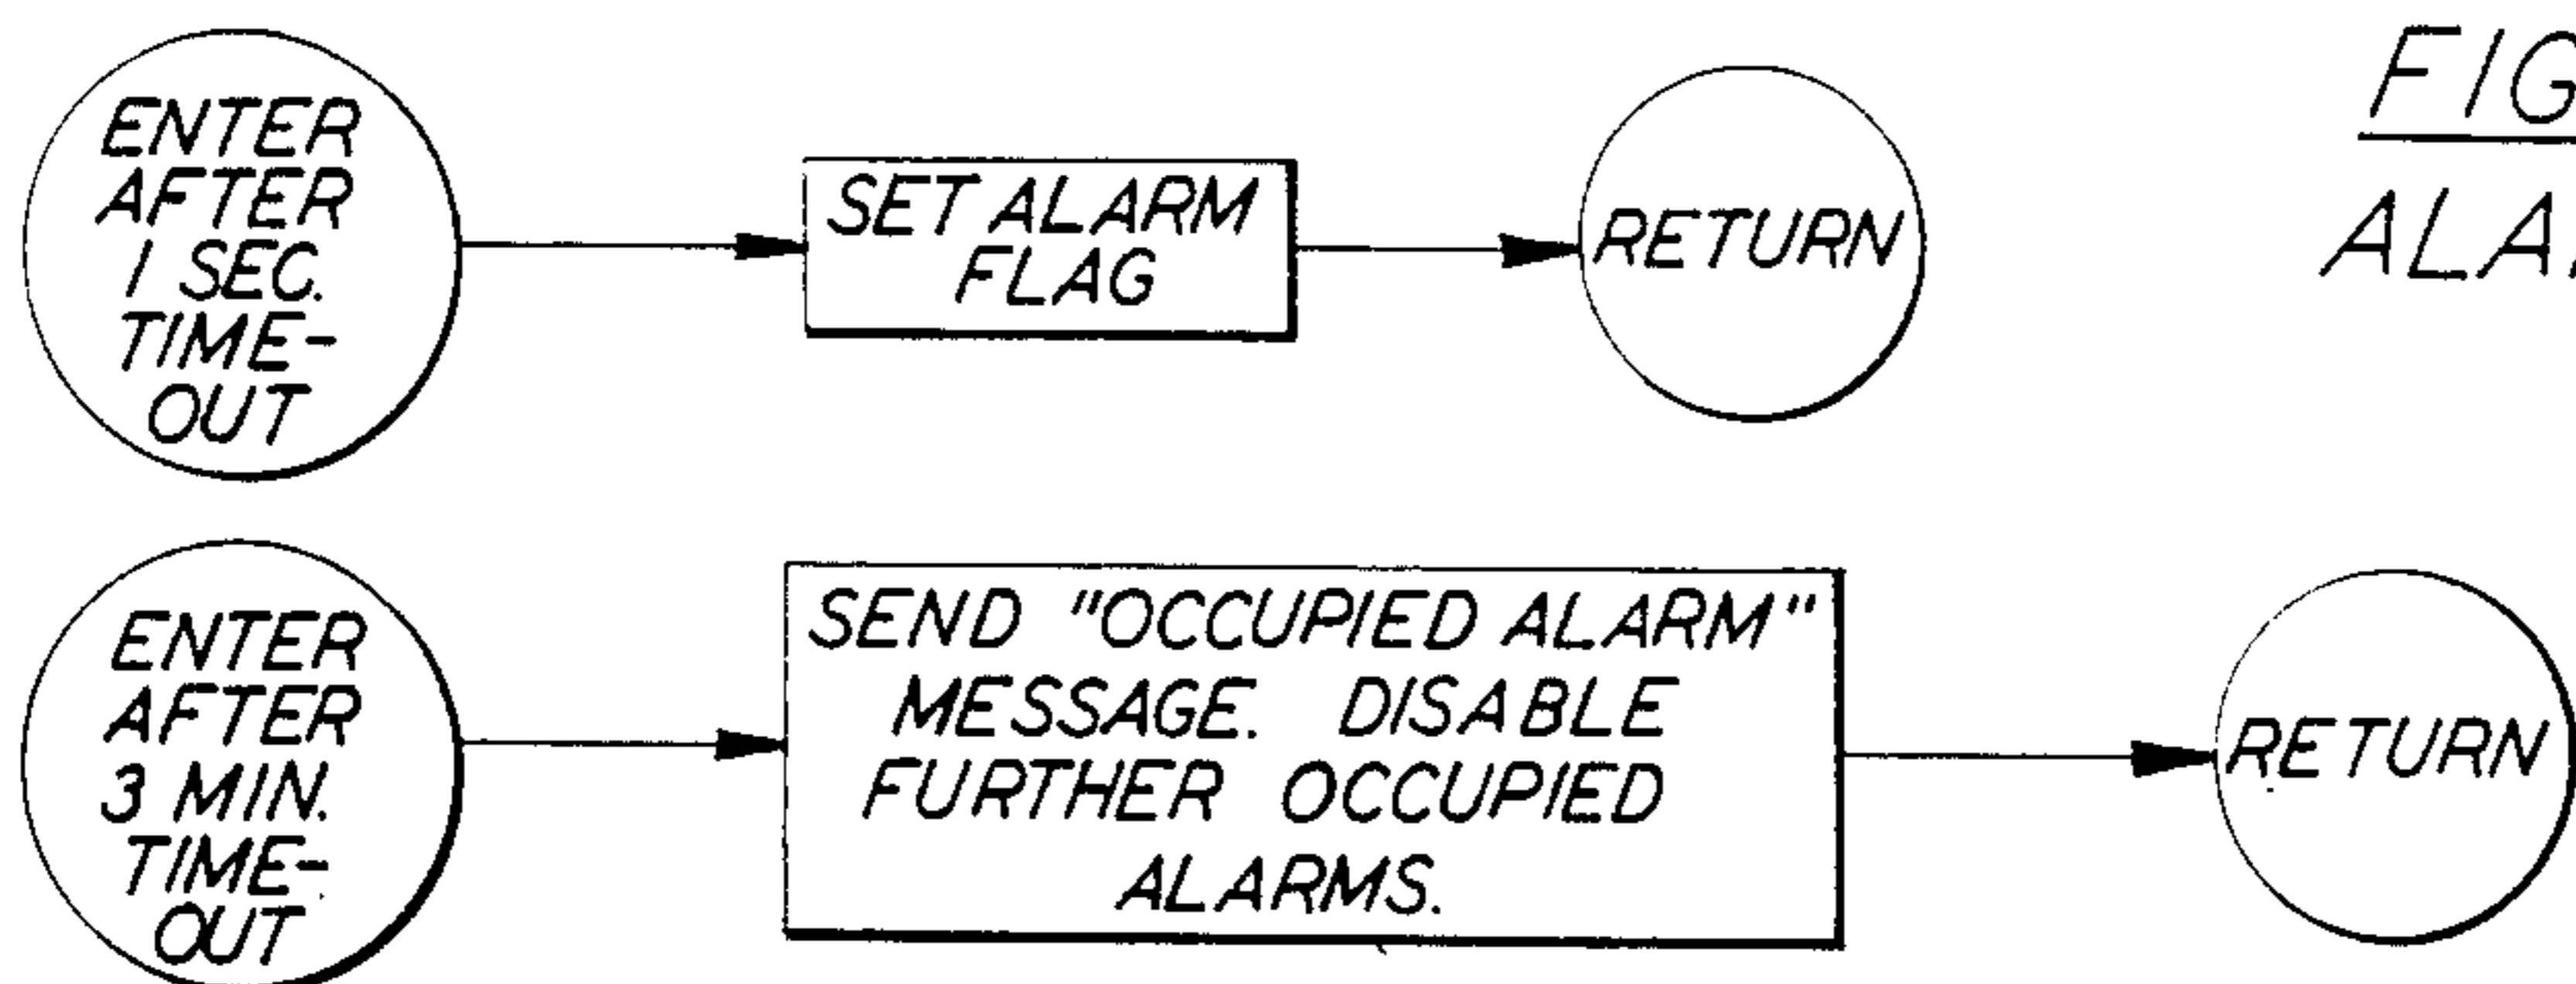 ENTER
AFTER
1 SEC.
TIME-
OUT
SET ALARM
FLAG
RETURN
ENTER
AFTER
3 MIN.
TIME-
OUT
SEND "OCCUPIED ALARM"
MESSAGE. DISABLE
FURTHER OCCUPIED
ALARMS.
RETURN
FIG